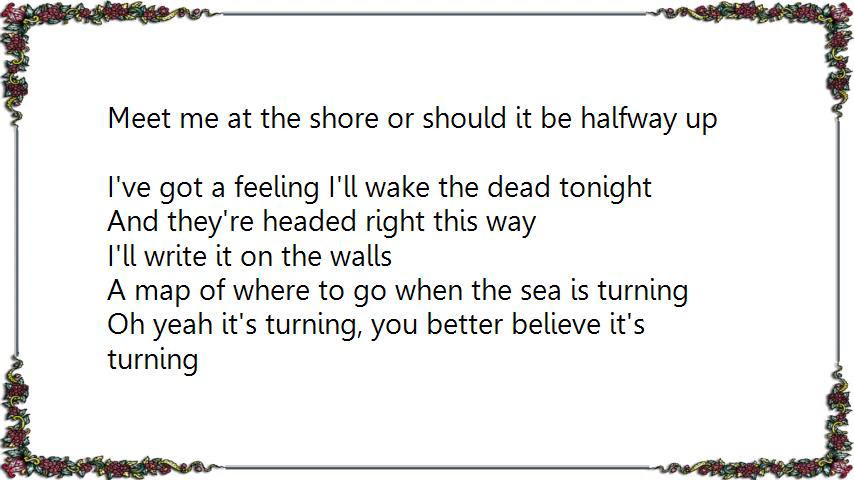 Meet me at the shore or should it be halfway up
I've got a feeling I'll wake the dead tonight
And they're headed right this way
I'll write it on the walls
A map of where to go when the sea is turning
Oh yeah it's turning, you better believe it's
turning